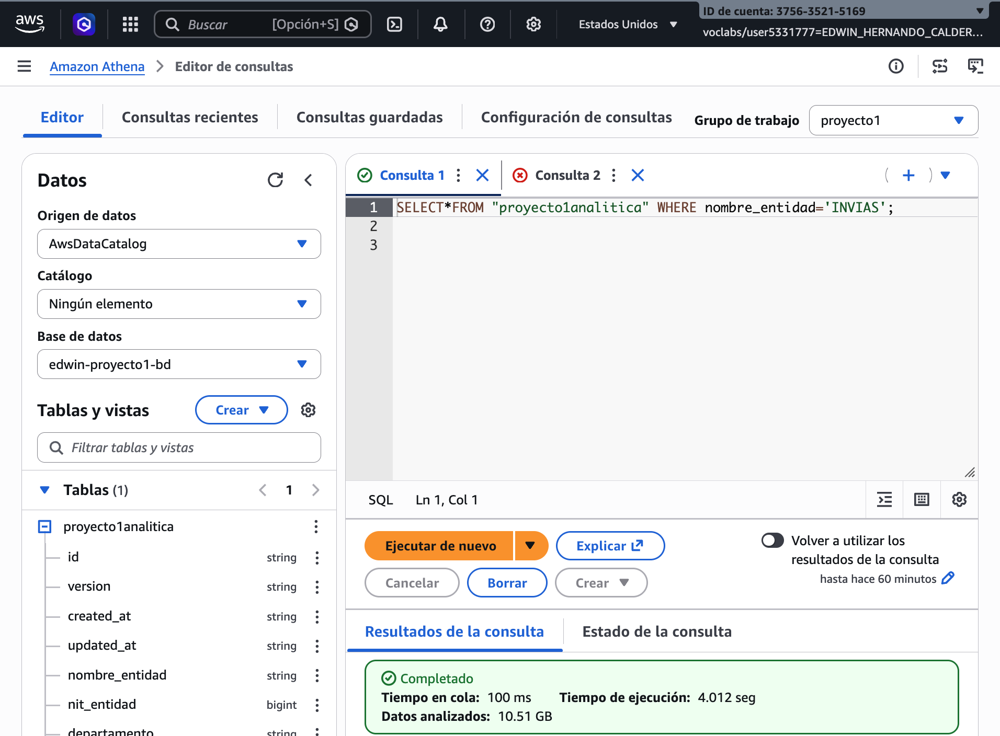 aws
Buscar [Opción+S]
Estados Unidos
ID de cuenta: 3756-3521-5169
voclabs/user5331777=EDWIN_HERNANDO_CALDER...
Amazon Athena
Editor de consultas
Editor
Consultas recientes
Consultas guardadas
Configuración de consultas
Grupo de trabajo
proyecto1
Datos
Origen de datos
AwsDataCatalog
Catálogo
Ningún elemento
Base de datos
edwin-proyecto1-bd
Tablas y vistas
Crear
Filtrar tablas y vistas
Tablas (1)
1
proyecto1analitica
id string
version string
created_at string
updated_at string
nombre_entidad string
nit_entidad bigint
departamento string
Consulta 1
Consulta 2
( + )
1 SELECT*FROM "proyecto1analitica" WHERE nombre_entidad='INVIAS';
2
3
SQL Ln 1, Col 1
Ejecutar de nuevo
Explicar
Cancelar
Borrar
Crear
Volver a utilizar los
resultados de la consulta
hasta hace 60 minutos
Resultados de la consulta
Estado de la consulta
Completado
Tiempo en cola: 100 ms Tiempo de ejecución: 4.012 seg
Datos analizados: 10.51 GB